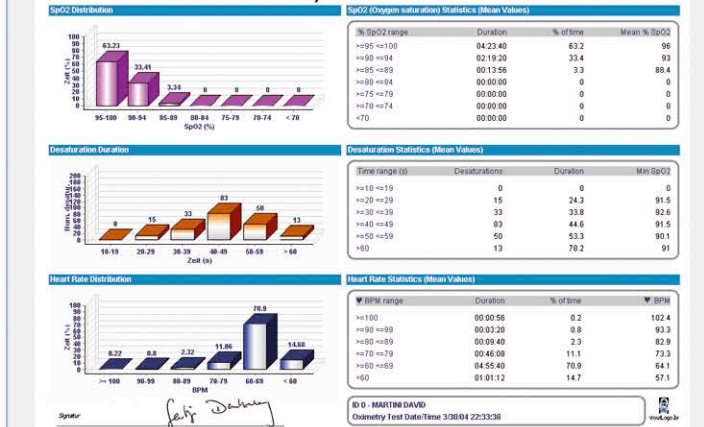 SpO2 Distribution
100
90
80
70
60
50
40
30
20
10
0
Zeit (%)
63.23
33.41
3.34
0
0
0
0
95-100 90-94 85-89 80-84 75-79 70-74 < 70
SpO2 (%)
SpO2 (Oxygen saturation) Statistics (Mean Values)
% SpO2 range Duration % of time Mean % SpO2
>=95 <=100 04:23:40 63.2 96
>=90 <=94 02:19:20 33.4 93
>=85 <=89 00:13:56 3.3 88.4
>=80 <=84 00:00:00 0 0
>=75 <=79 00:00:00 0 0
>=70 <=74 00:00:00 0 0
<70 00:00:00 0 0
Desaturation Duration
200
0
15
33
83
50
13
10-19 20-29 30-39 40-49 50-59 > 60
Zeit (s)
Desaturation Statistics (Mean Values)
Time range (s) Desaturations Duration Min SpO2
>=10 <=19 0 0 0
>=20 <=29 15 24.3 91.5
>=30 <=39 33 33.8 92.6
>=40 <=49 83 44.6 91.5
>=50 <=59 50 53.3 90.1
>60 13 78.2 91
Heart Rate Distribution
100
90
80
70
60
50
40
30
20
10
0
Zeit (%)
0.22
0.8
2.32
11.06
70.9
14.68
>= 100 90-99 80-89 70-79 60-69 < 60
BPM
Heart Rate Statistics (Mean Values)
♥ BPM range Duration % of time ♥ BPM
>=100 00:00:56 0.2 102.4
>=90 <=99 00:03:20 0.8 93.3
>=80 <=89 00:09:40 2.3 82.9
>=70 <=79 00:46:08 11.1 73.3
>=60 <=69 04:55:40 70.9 64.1
<60 01:01:12 14.7 57.1
Signatur
ID 0 - MARTINI DAVID
Oximetry Test Date/Time 3/30/04 22:33:38